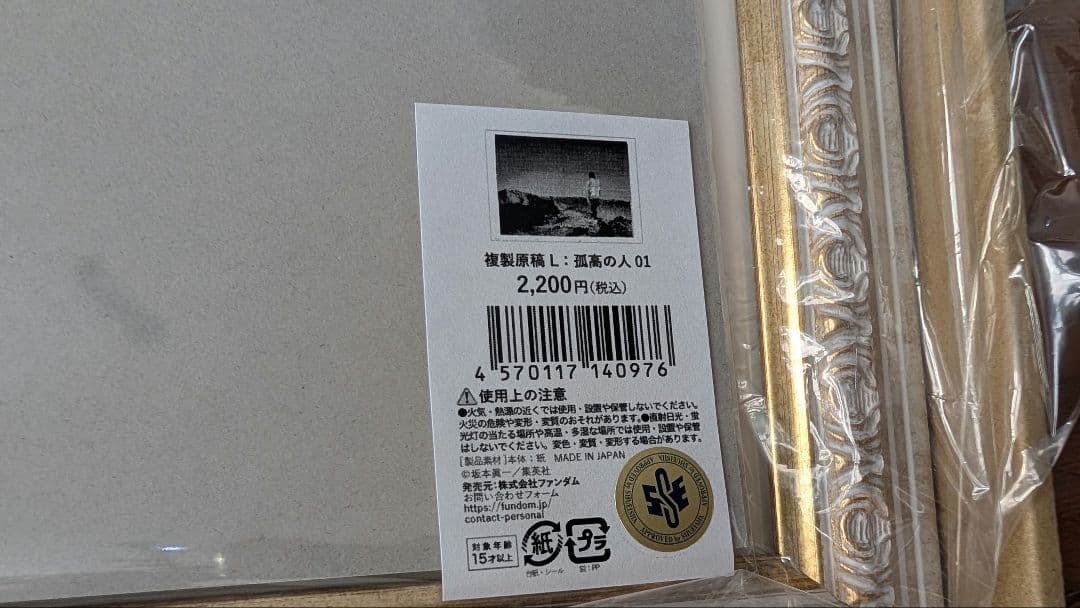 複製原稿 L：孤高の人 01
2,200円(税込)
4 570117 140976
⚠使用上の注意
●火気・熱源の近くでは使用・設置や保管しないでください。
火災の危険や変形・変質のおそれがあります。●直射日光・蛍
光灯の当たる場所や高温・多湿な場所では使用・設置や保管
はしないでください。変色・変質・変形する場合があります。
[製品素材]本体：紙 MADE IN JAPAN
©坂本眞一／集英社
発売元：株式会社ファンダム
お問い合わせフォーム
https://fundom.jp/
contact-personal
対象年齢
15才以上
紙
台紙・シール
プラ
袋：PP
APPROVED by SHUEISHA